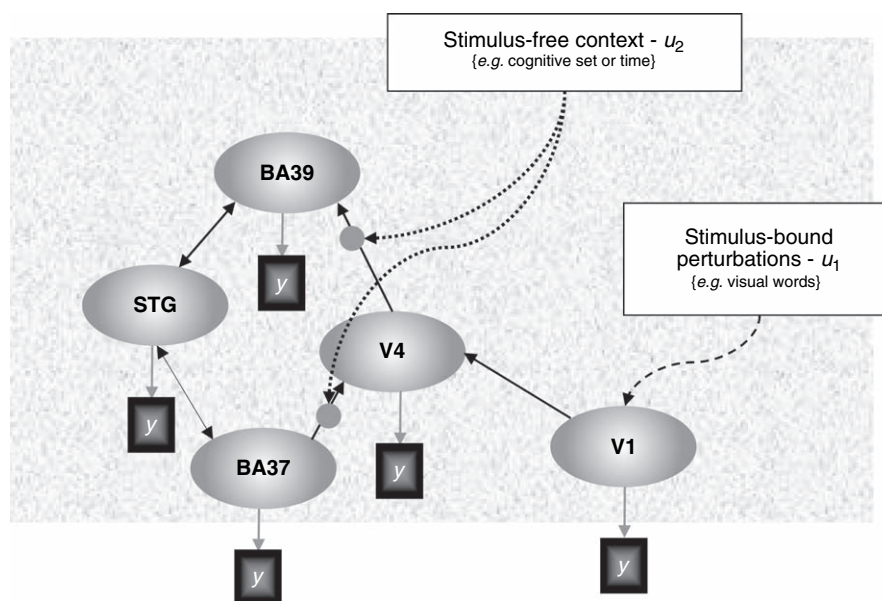 Stimulus-free context - u₂
{e.g. cognitive set or time}
BA39
Stimulus-bound
perturbations - u₁
{e.g. visual words}
y
STG
V4
y
V1
BA37
y
y
y